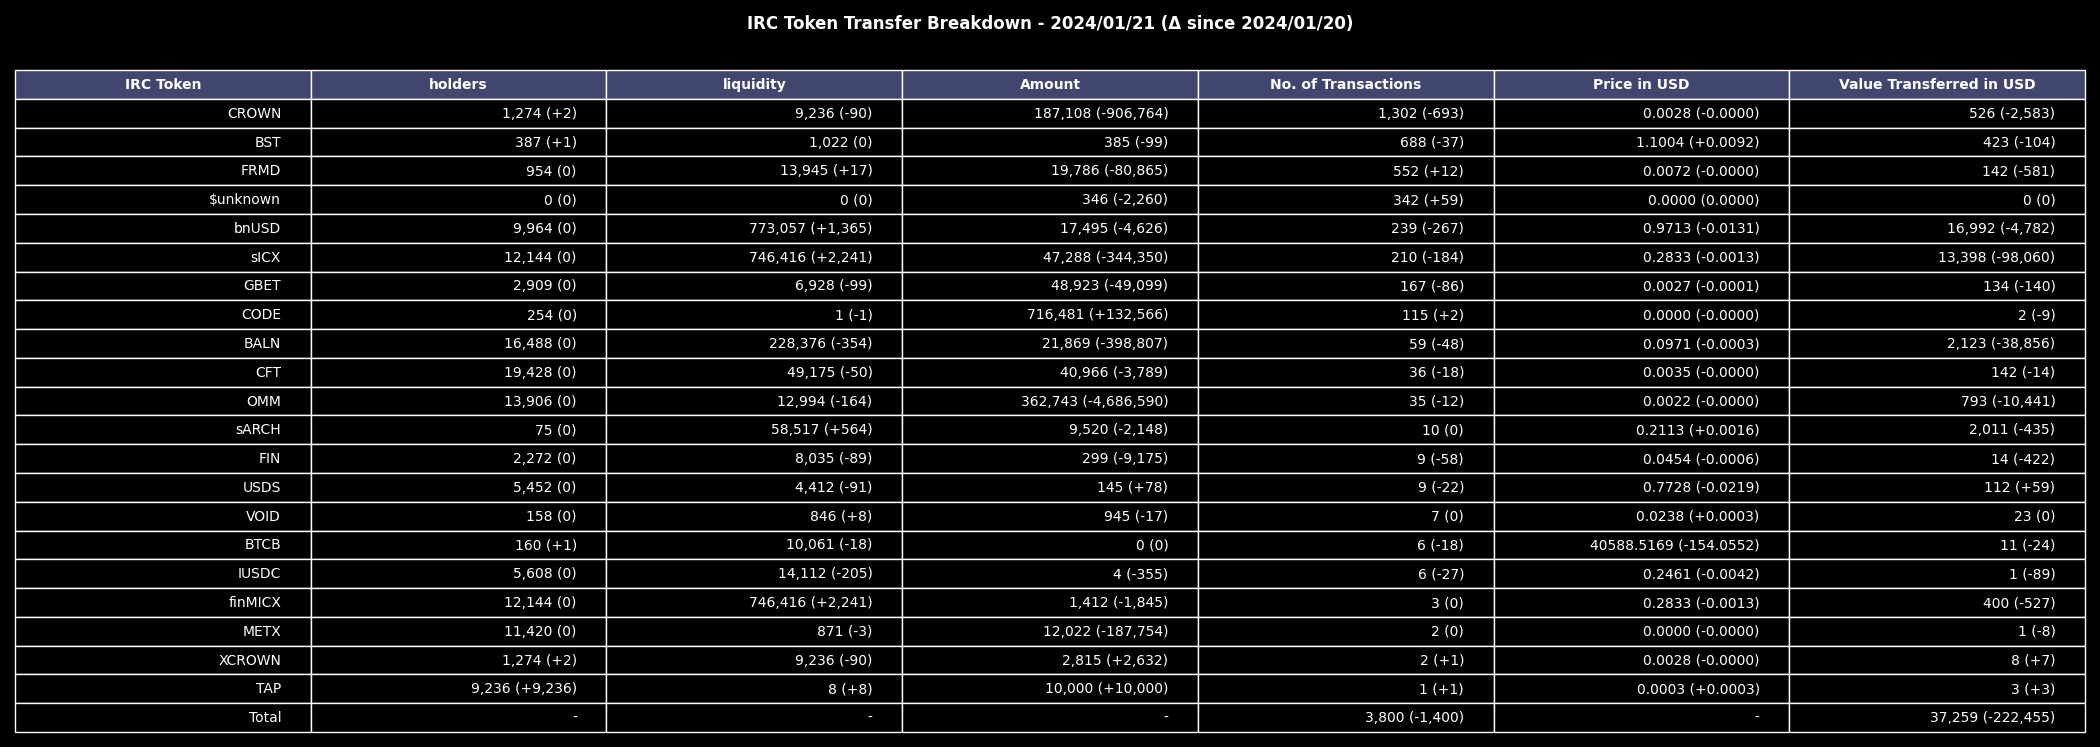 IRC Token Transfer Breakdown - 2024/01/21 (Δ since 2024/01/20)
IRC Token holders liquidity Amount No. of Transactions Price in USD Value Transferred in USD
CROWN 1,274 (+2) 9,236 (-90) 187,108 (-906,764) 1,302 (-693) 0.0028 (-0.0000) 526 (-2,583)
BST 387 (+1) 1,022 (0) 385 (-99) 688 (-37) 1.1004 (+0.0092) 423 (-104)
FRMD 954 (0) 13,945 (+17) 19,786 (-80,865) 552 (+12) 0.0072 (-0.0000) 142 (-581)
$unknown 0 (0) 0 (0) 346 (-2,260) 342 (+59) 0.0000 (0.0000) 0 (0)
bnUSD 9,964 (0) 773,057 (+1,365) 17,495 (-4,626) 239 (-267) 0.9713 (-0.0131) 16,992 (-4,782)
sICX 12,144 (0) 746,416 (+2,241) 47,288 (-344,350) 210 (-184) 0.2833 (-0.0013) 13,398 (-98,060)
GBET 2,909 (0) 6,928 (-99) 48,923 (-49,099) 167 (-86) 0.0027 (-0.0001) 134 (-140)
CODE 254 (0) 1 (-1) 716,481 (+132,566) 115 (+2) 0.0000 (-0.0000) 2 (-9)
BALN 16,488 (0) 228,376 (-354) 21,869 (-398,807) 59 (-48) 0.0971 (-0.0003) 2,123 (-38,856)
CFT 19,428 (0) 49,175 (-50) 40,966 (-3,789) 36 (-18) 0.0035 (-0.0000) 142 (-14)
OMM 13,906 (0) 12,994 (-164) 362,743 (-4,686,590) 35 (-12) 0.0022 (-0.0000) 793 (-10,441)
sARCH 75 (0) 58,517 (+564) 9,520 (-2,148) 10 (0) 0.2113 (+0.0016) 2,011 (-435)
FIN 2,272 (0) 8,035 (-89) 299 (-9,175) 9 (-58) 0.0454 (-0.0006) 14 (-422)
USDS 5,452 (0) 4,412 (-91) 145 (+78) 9 (-22) 0.7728 (-0.0219) 112 (+59)
VOID 158 (0) 846 (+8) 945 (-17) 7 (0) 0.0238 (+0.0003) 23 (0)
BTCB 160 (+1) 10,061 (-18) 0 (0) 6 (-18) 40588.5169 (-154.0552) 11 (-24)
IUSDC 5,608 (0) 14,112 (-205) 4 (-355) 6 (-27) 0.2461 (-0.0042) 1 (-89)
finMICX 12,144 (0) 746,416 (+2,241) 1,412 (-1,845) 3 (0) 0.2833 (-0.0013) 400 (-527)
METX 11,420 (0) 871 (-3) 12,022 (-187,754) 2 (0) 0.0000 (-0.0000) 1 (-8)
XCROWN 1,274 (+2) 9,236 (-90) 2,815 (+2,632) 2 (+1) 0.0028 (-0.0000) 8 (+7)
TAP 9,236 (+9,236) 8 (+8) 10,000 (+10,000) 1 (+1) 0.0003 (+0.0003) 3 (+3)
Total - - - 3,800 (-1,400) - 37,259 (-222,455)